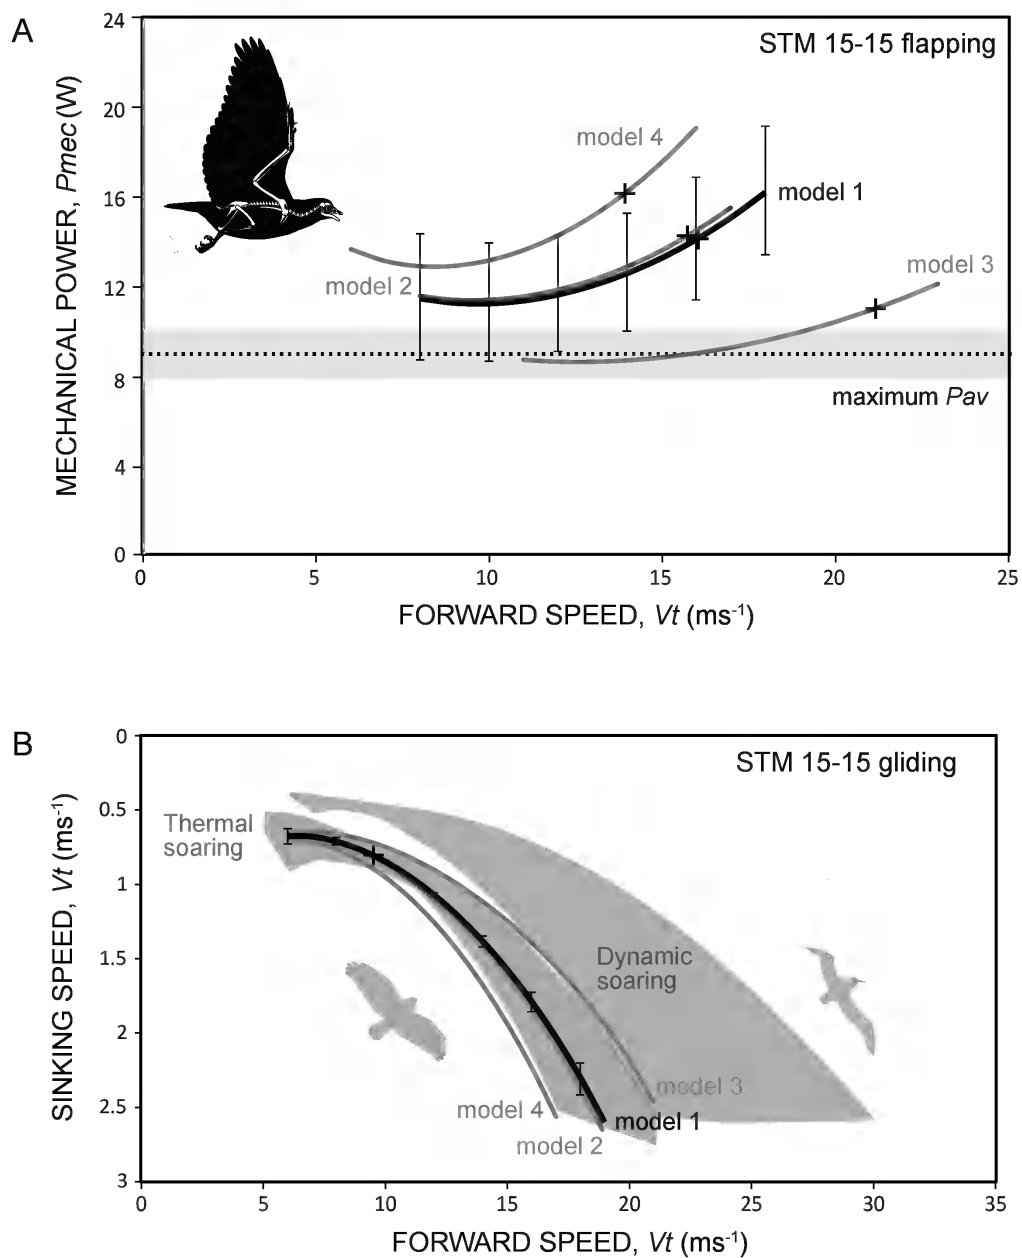 A
STM 15-15 flapping
MECHANICAL POWER, Pmec (W)
24
20
16
12
8
4
0
model 4
model 1
model 2
model 3
maximum Pav
0
5
10
15
20
25
FORWARD SPEED, Vt (ms-1)
B
STM 15-15 gliding
SINKING SPEED, Vt (ms-1)
0
0.5
1
1.5
2
2.5
3
Thermal
soaring
Dynamic
soaring
model 3
model 4
model 1
model 2
0
5
10
15
20
25
30
35
FORWARD SPEED, Vt (ms-1)